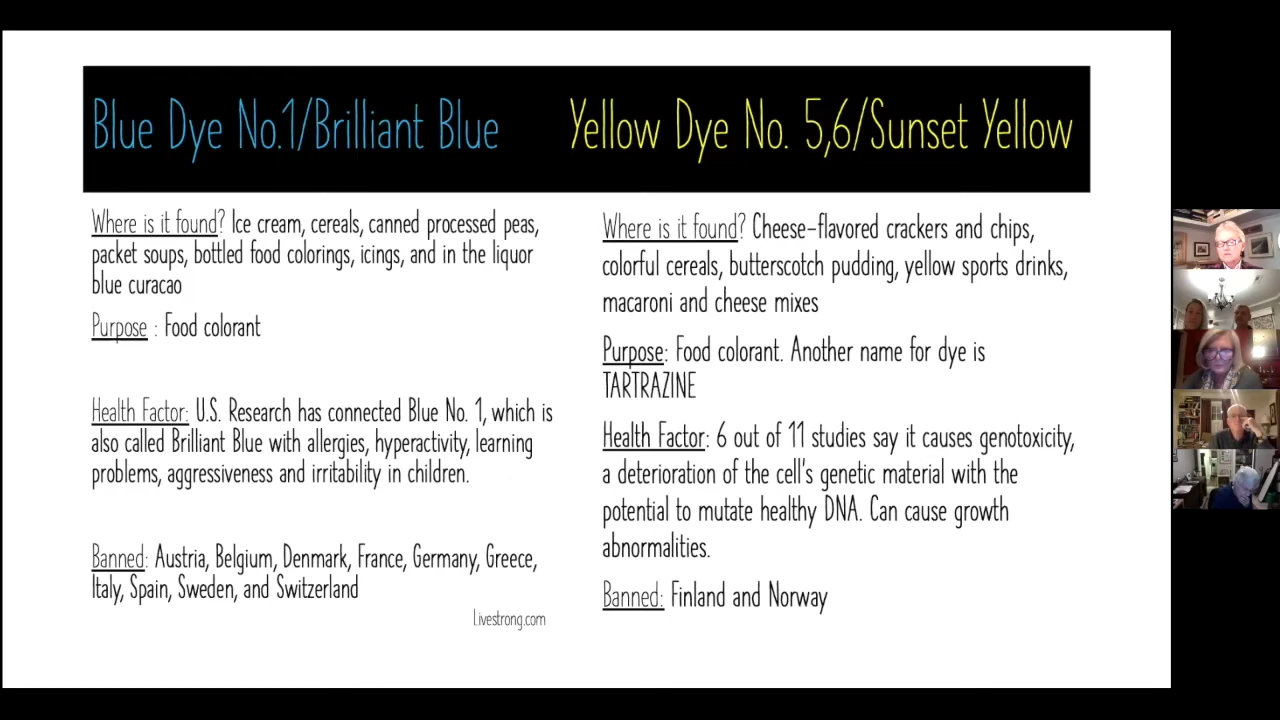 Blue Dye No.1/Brilliant Blue
Yellow Dye No. 5,6/Sunset Yellow
Where is it found? Ice cream, cereals, canned processed peas,
packet soups, bottled food colorings, icings, and in the liquor
blue curacao
Purpose : Food colorant
Health Factor: U.S. Research has connected Blue No. 1, which is
also called Brilliant Blue with allergies, hyperactivity, learning
problems, aggressiveness and irritability in children.
Banned: Austria, Belgium, Denmark, France, Germany, Greece,
Italy, Spain, Sweden, and Switzerland
Livestrong.com
Where is it found? Cheese-flavored crackers and chips,
colorful cereals, butterscotch pudding, yellow sports drinks,
macaroni and cheese mixes
Purpose: Food colorant. Another name for dye is
TARTRAZINE
Health Factor: 6 out of 11 studies say it causes genotoxicity,
a deterioration of the cell's genetic material with the
potential to mutate healthy DNA. Can cause growth
abnormalities.
Banned: Finland and Norway